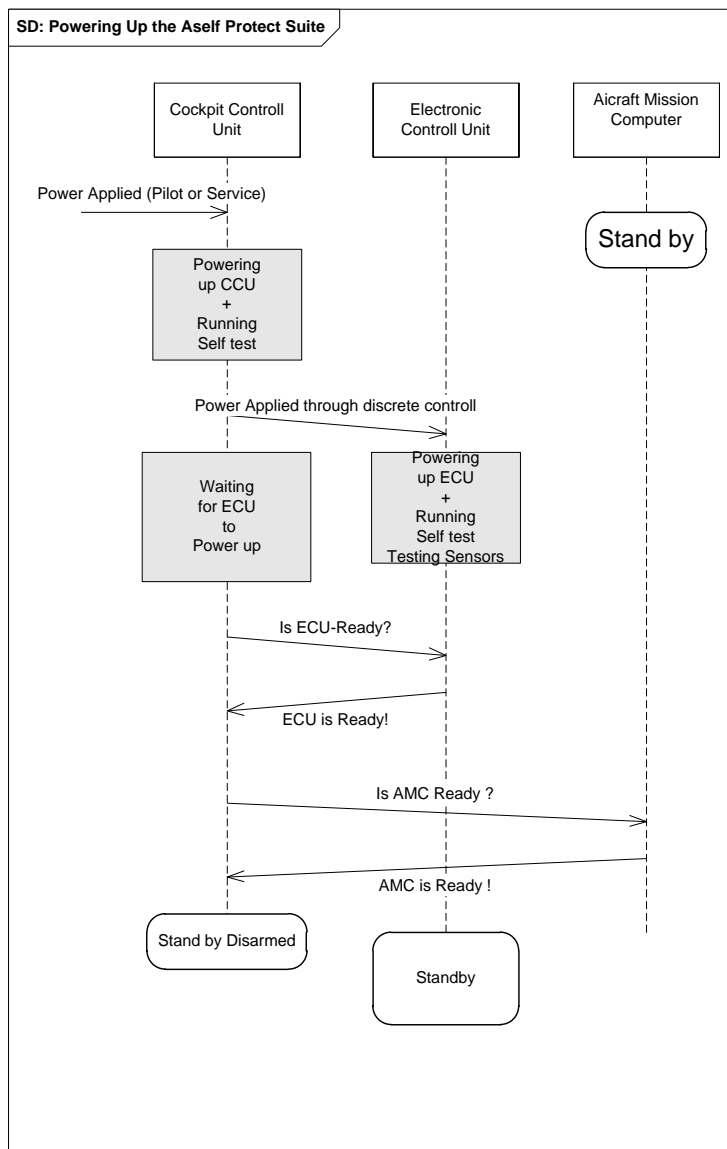 SD: Powering Up the Aself Protect Suite
Cockpit Controll
Unit
Electronic
Controll Unit
Aicraft Mission
Computer
Power Applied (Pilot or Service)
Stand by
Powering
up CCU
+
Running
Self test
Power Applied through discrete controll
Waiting
for ECU
to
Power up
Powering
up ECU
+
Running
Self test
Testing Sensors
Is ECU-Ready?
ECU is Ready!
Is AMC Ready ?
AMC is Ready !
Stand by Disarmed
Standby